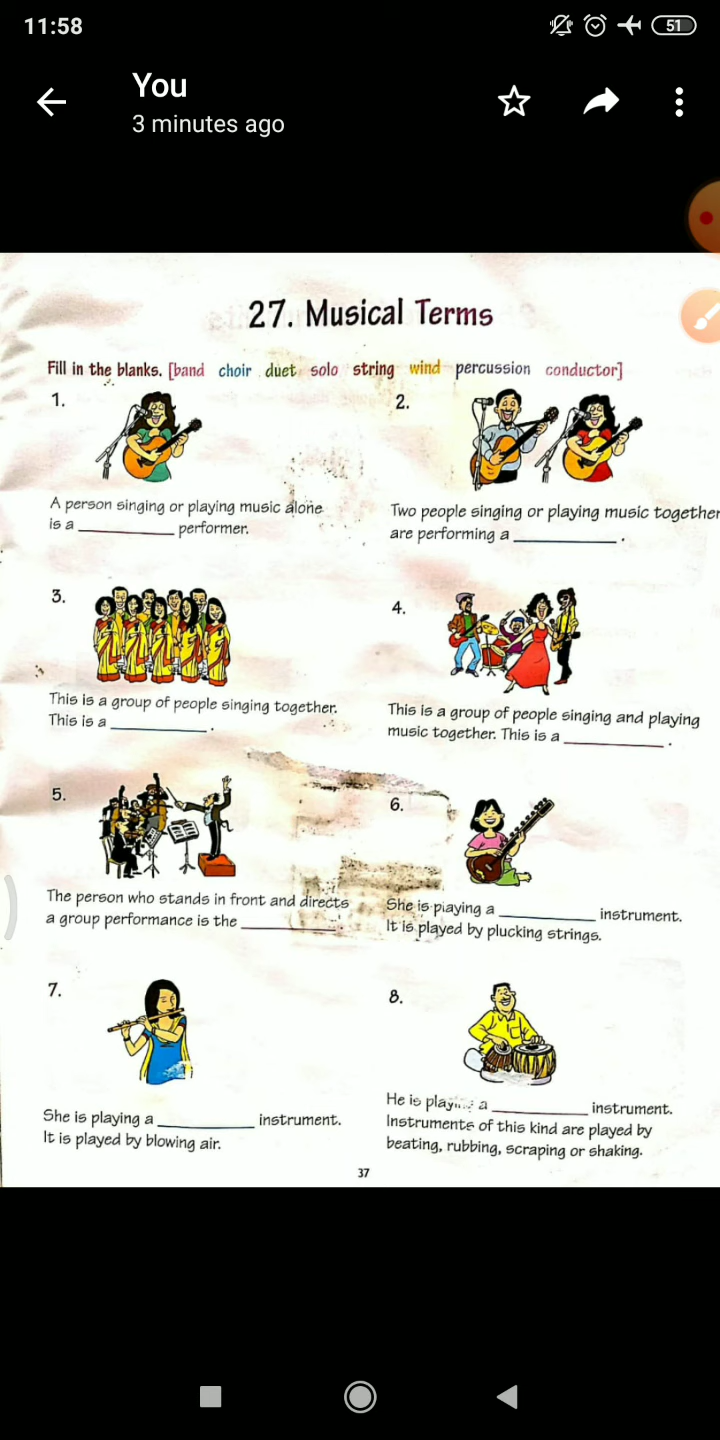 11:58
51
You
3 minutes ago
27. Musical Terms
Fill in the blanks. [band choir duet solo string wind percussion conductor]
1.
2.
A person singing or playing music alone
is a __________ performer.
Two people singing or playing music together
are performing a __________ .
3.
4.
This is a group of people singing together.
This is a __________ .
This is a group of people singing and playing
music together. This is a __________ .
5.
6.
The person who stands in front and directs
a group performance is the __________ .
She is playing a __________ instrument.
It is played by plucking strings.
7.
8.
She is playing a __________ instrument.
It is played by blowing air.
He is playing a __________ instrument.
Instruments of this kind are played by
beating, rubbing, scraping or shaking.
37